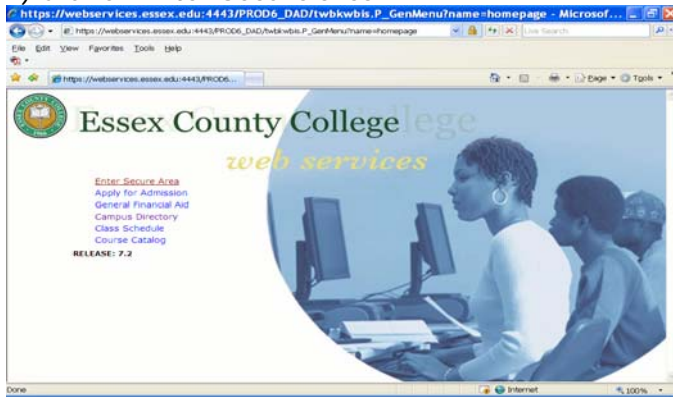 https://webservices.essex.edu:4443/PROD6_DAD/twbkwbis.P_GenMenu?name=homepage - Microsof...
https://webservices.essex.edu:4443/PROD6_DAD/twbkwbis.P_GenMenu?name=homepage
Live Search
File Edit View Favorites Tools Help
https://webservices.essex.edu:4443/PROD6...
Page Tools
Essex County College
web services
Enter Secure Area
Apply for Admission
General Financial Aid
Campus Directory
Class Schedule
Course Catalog
RELEASE: 7.2
Done
Internet
100%